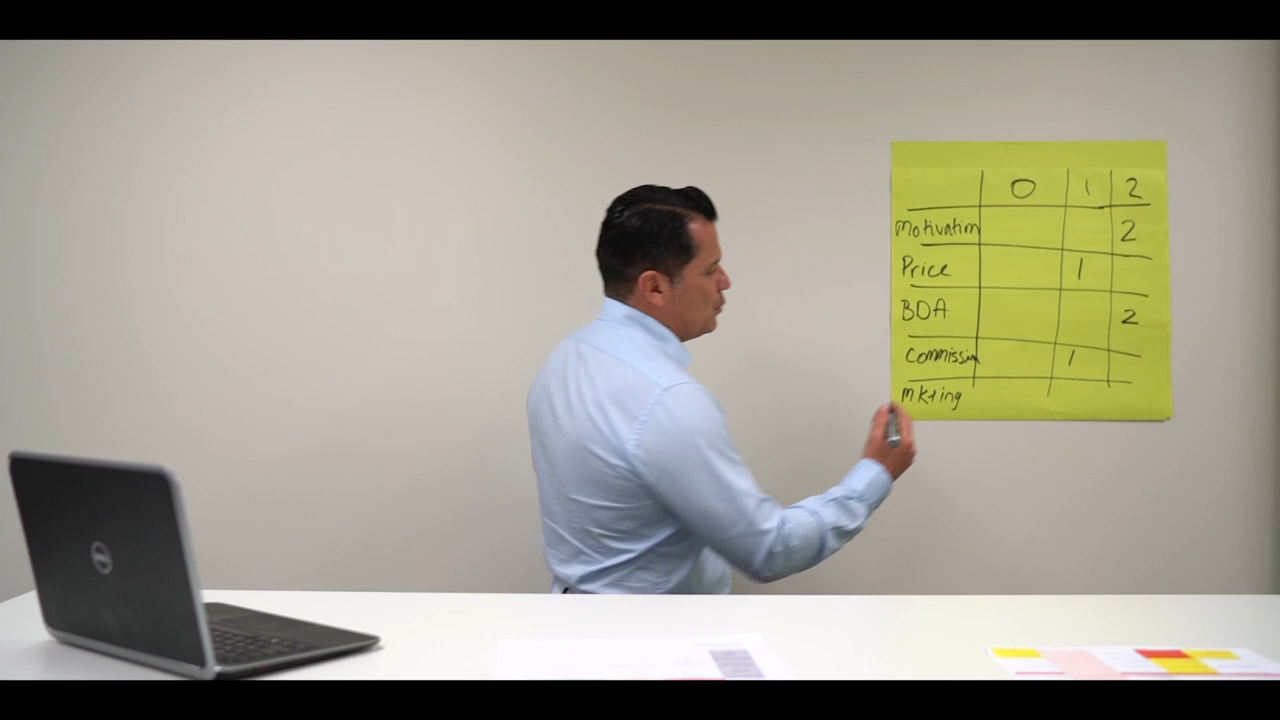 0 1 2
Motivation 2
Price 1
BOA 2
Commission 1
mkting
DELL